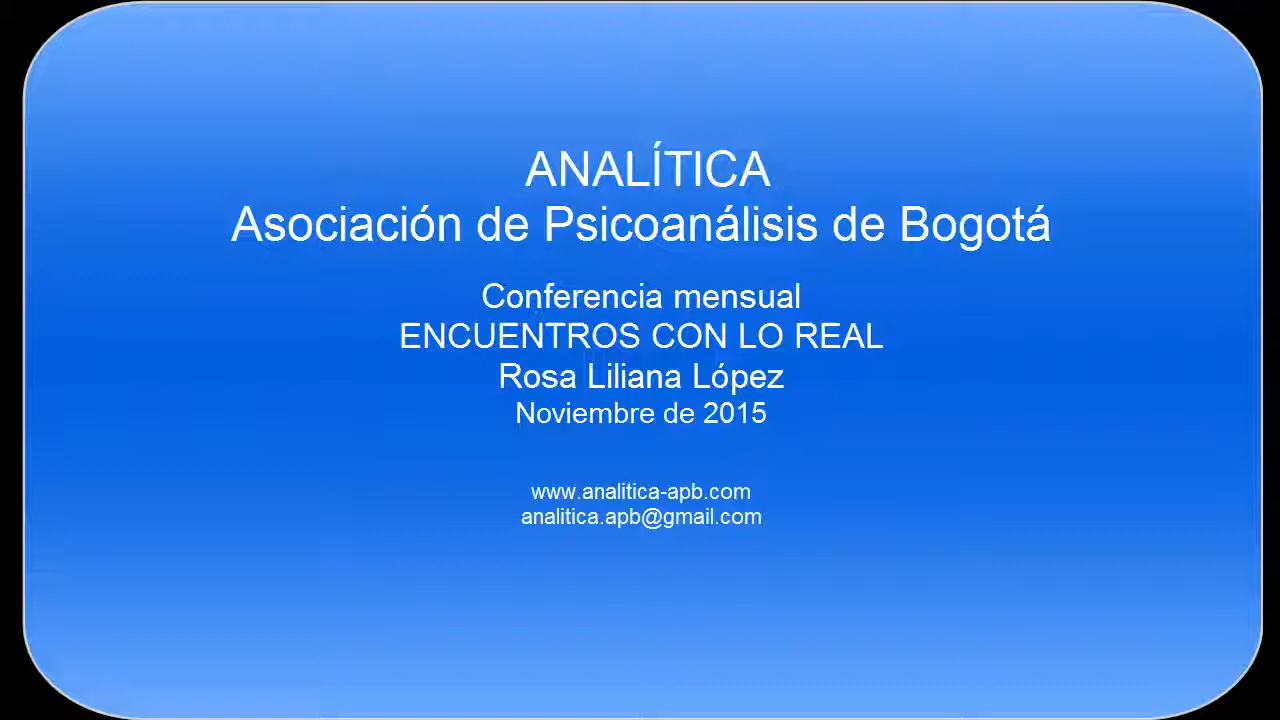 ANALÍTICA
Asociación de Psicoanálisis de Bogotá
Conferencia mensual
ENCUENTROS CON LO REAL
Rosa Liliana López
Noviembre de 2015
www.analitica-apb.com
analitica.apb@gmail.com